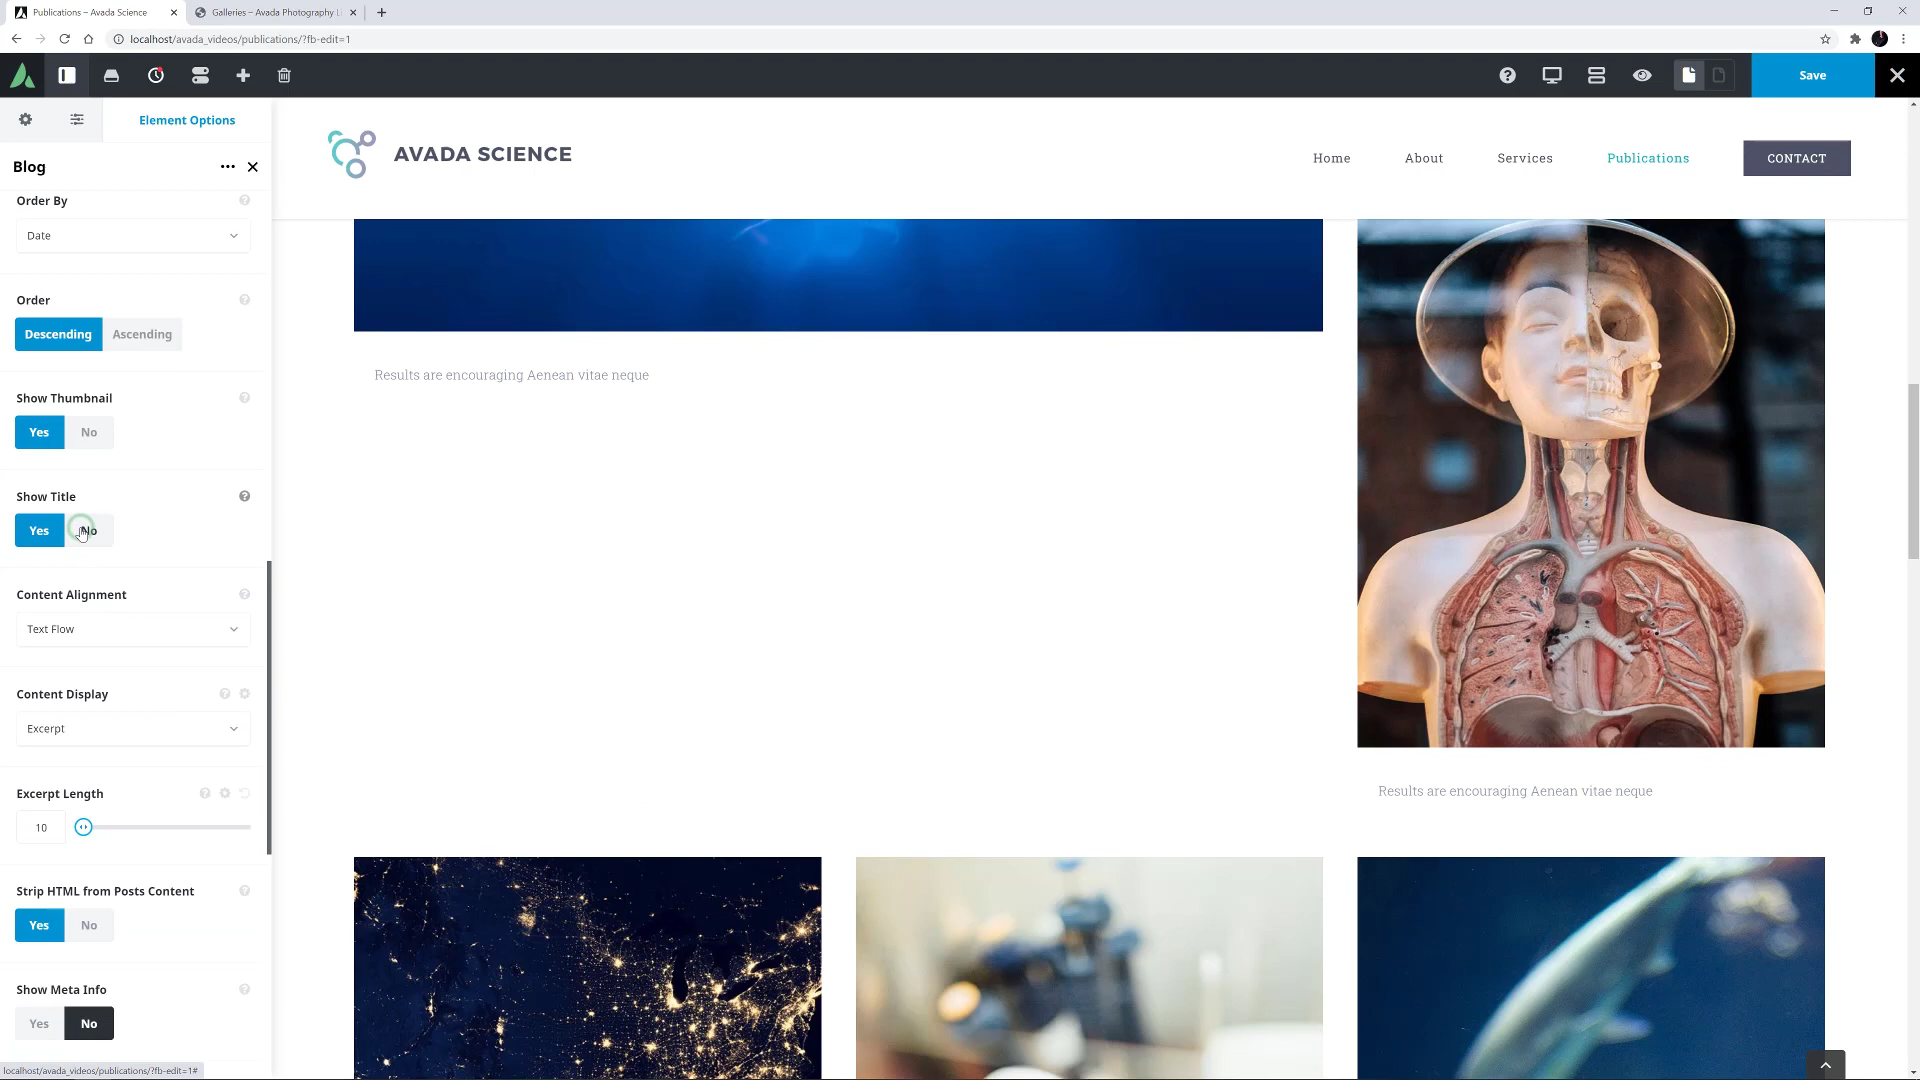 Publications – Avada Science
Galleries – Avada Photography Li
localhost/avada_videos/publications/?fb-edit=1
Save
Element Options
Blog
Order By
Date
Order
Descending Ascending
Show Thumbnail
Yes No
Show Title
Yes No
Content Alignment
Text Flow
Content Display
Excerpt
Excerpt Length
10
Strip HTML from Posts Content
Yes No
Show Meta Info
Yes No
localhost/avada_videos/publications/?fb-edit=1#
AVADA SCIENCE
Home About Services Publications CONTACT
Results are encouraging Aenean vitae neque
Results are encouraging Aenean vitae neque